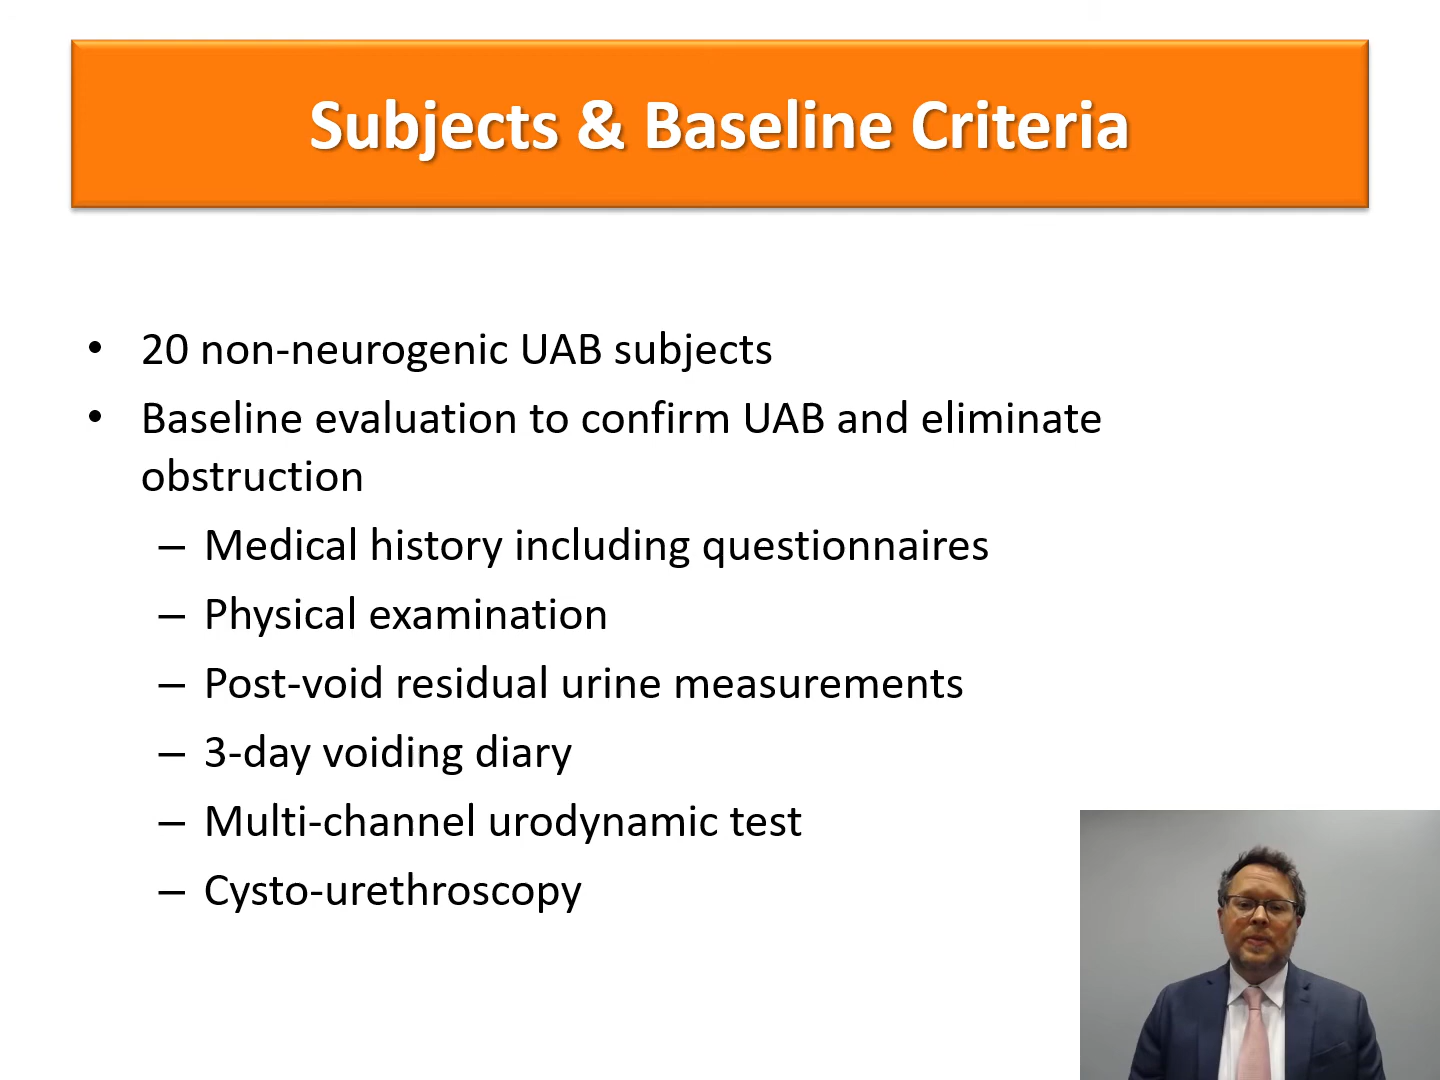 Subjects & Baseline Criteria
• 20 non-neurogenic UAB subjects
• Baseline evaluation to confirm UAB and eliminate
obstruction
– Medical history including questionnaires
– Physical examination
– Post-void residual urine measurements
– 3-day voiding diary
– Multi-channel urodynamic test
– Cysto-urethroscopy